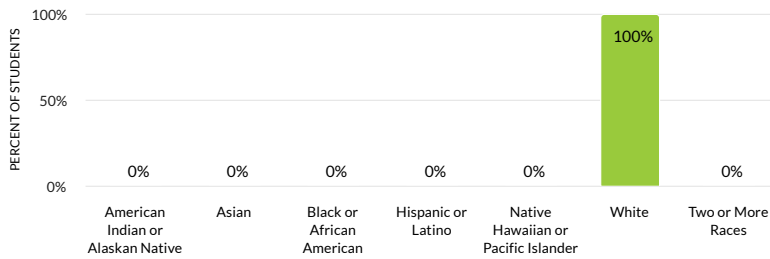 PERCENT OF STUDENTS
100%
50%
0%
0%
0%
0%
0%
0%
100%
0%
American
Indian or
Alaskan Native
Asian
Black or
African
American
Hispanic or
Latino
Native
Hawaiian or
Pacific Islander
White
Two or More
Races